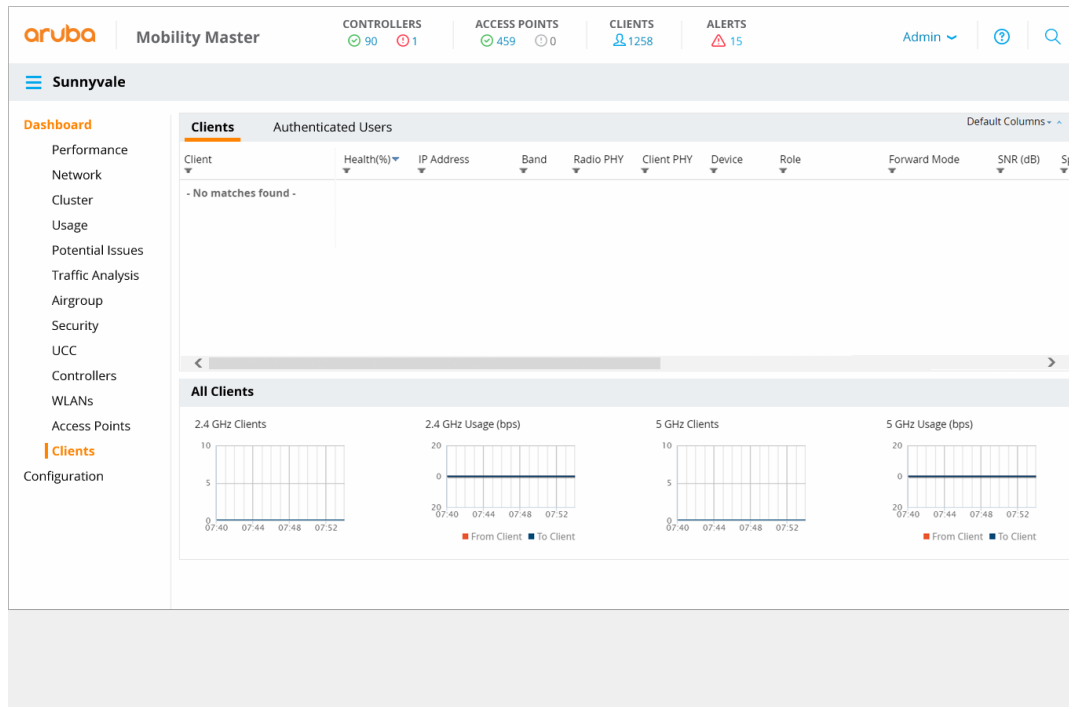 aruba
Mobility Master
CONTROLLERS ACCESS POINTS CLIENTS ALERTS
90 1 459 0 1258 15
Admin
Sunnyvale
Dashboard
Performance
Network
Cluster
Usage
Potential Issues
Traffic Analysis
Airgroup
Security
UCC
Controllers
WLANs
Access Points
Clients
Configuration
Clients Authenticated Users Default Columns
Client Health(%) IP Address Band Radio PHY Client PHY Device Role Forward Mode SNR (dB) Sp
- No matches found -
All Clients
2.4 GHz Clients
10
5
0
07:40 07:44 07:48 07:52
2.4 GHz Usage (bps)
20
0
20
07:40 07:44 07:48 07:52
From Client To Client
5 GHz Clients
10
5
0
07:40 07:44 07:48 07:52
5 GHz Usage (bps)
20
0
20
07:40 07:44 07:48 07:52
From Client To Client